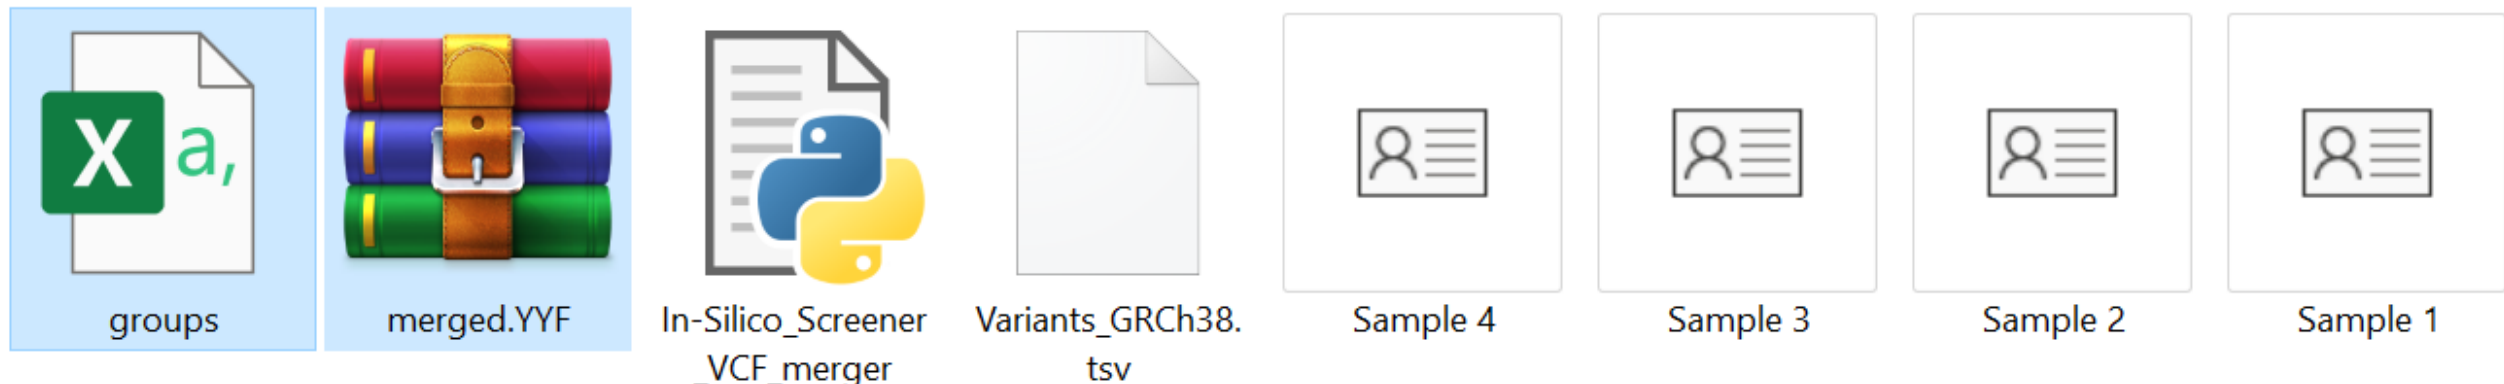 X a,
groups
merged.YYF
In-Silico_Screener
_VCF_merger
Variants_GRCh38.
tsv
Sample 4
Sample 3
Sample 2
Sample 1